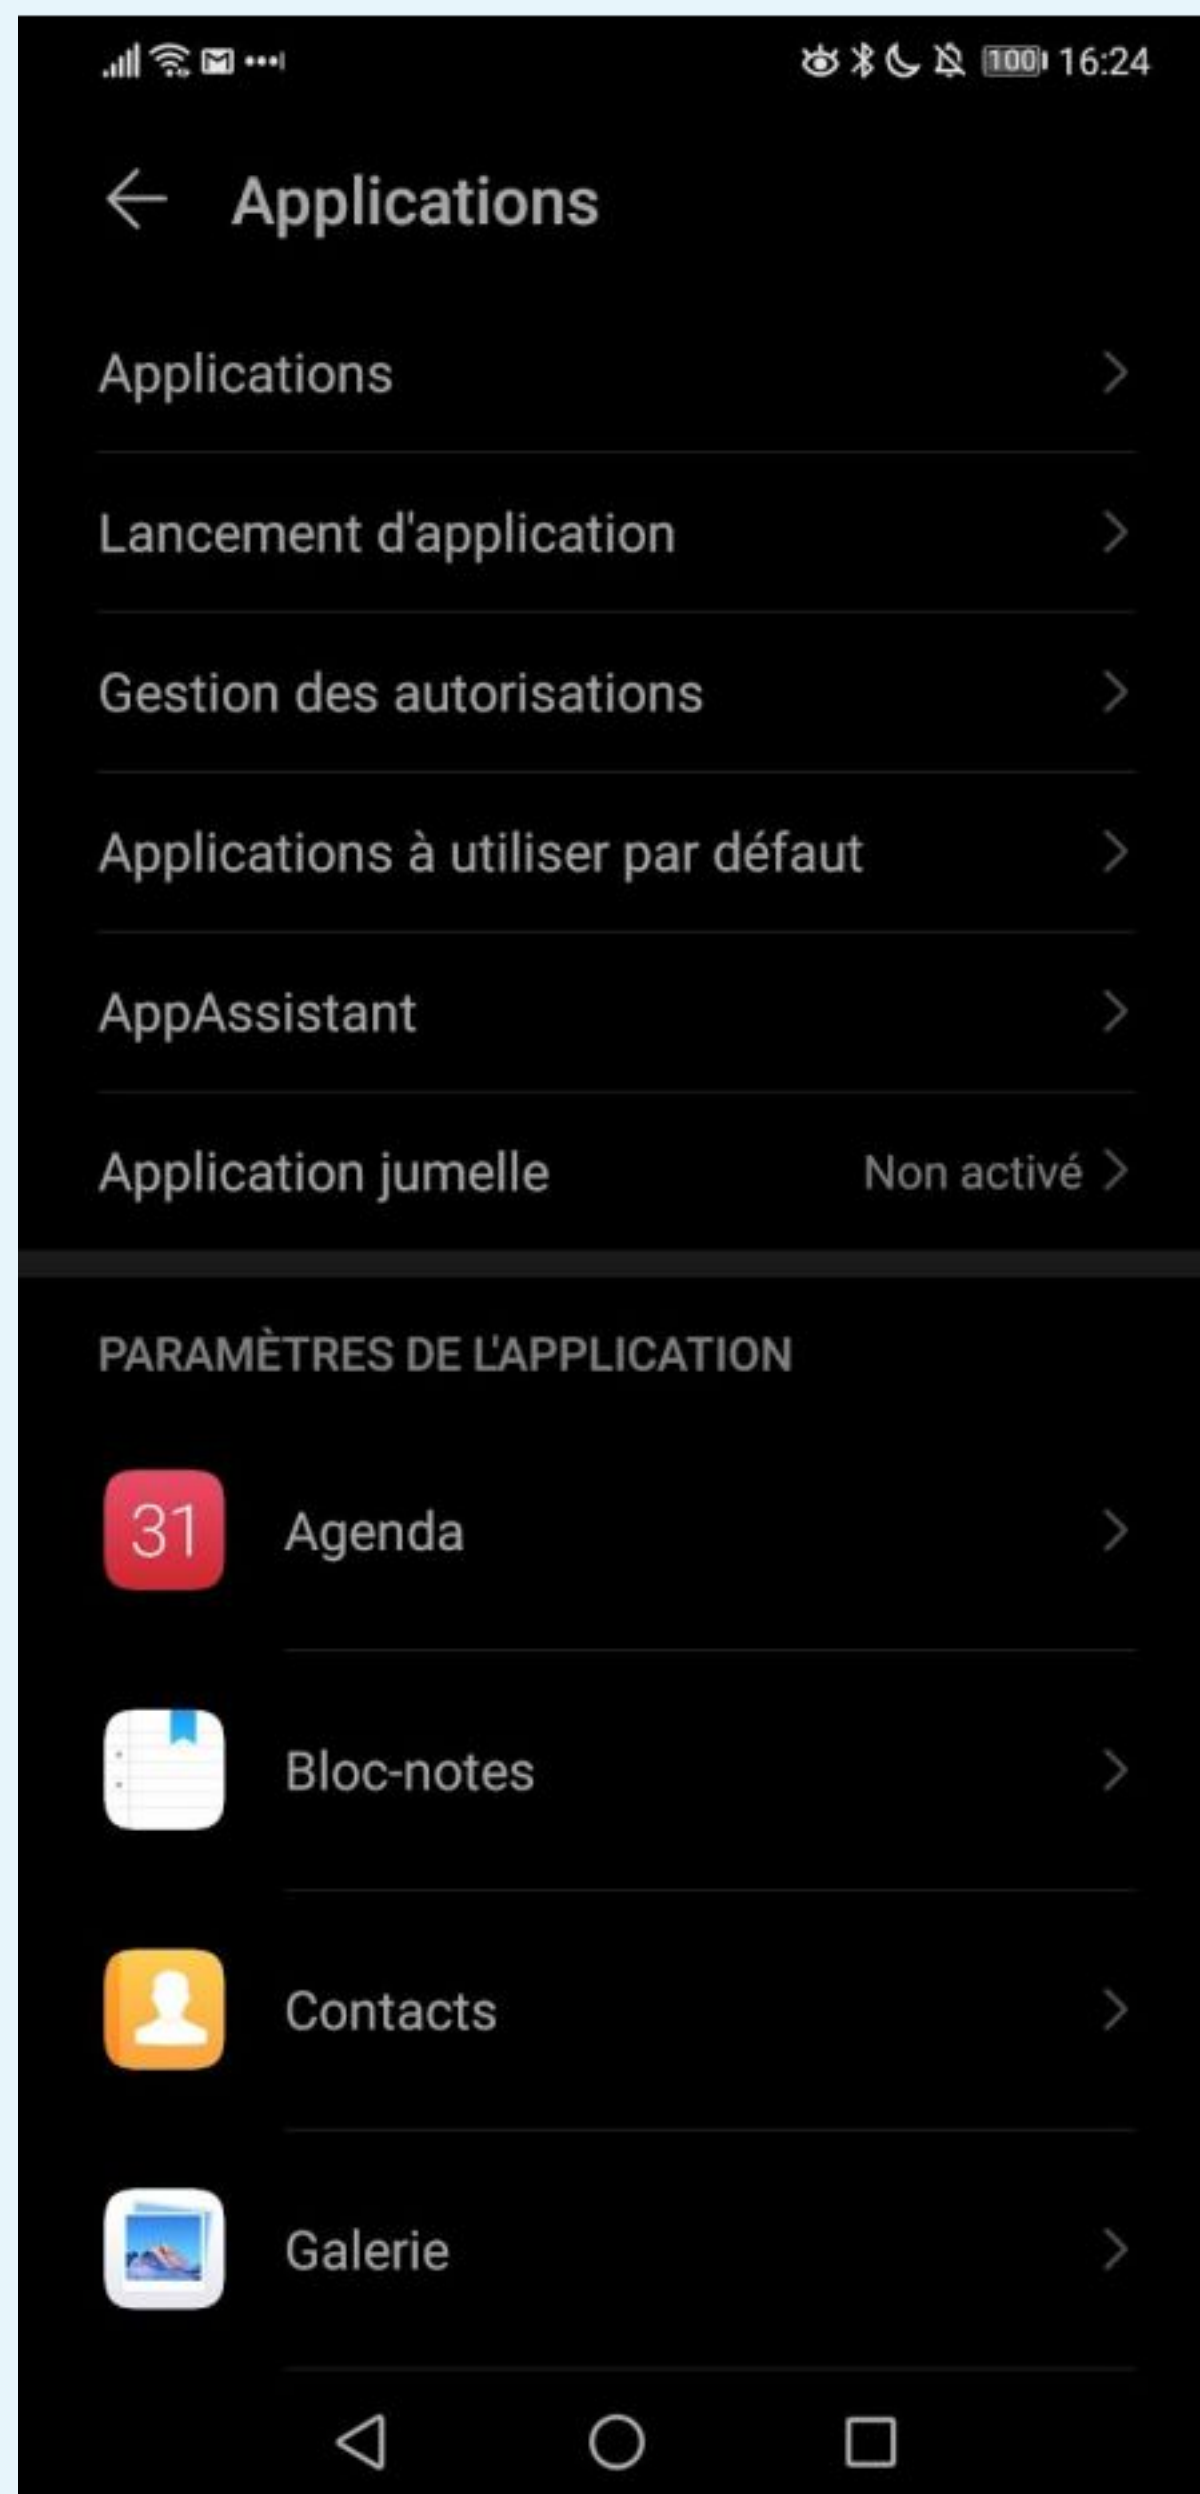 100 16:24
Applications
Applications
Lancement d'application
Gestion des autorisations
Applications à utiliser par défaut
AppAssistant
Application jumelle Non activé
PARAMÈTRES DE L'APPLICATION
31 Agenda
Bloc-notes
Contacts
Galerie